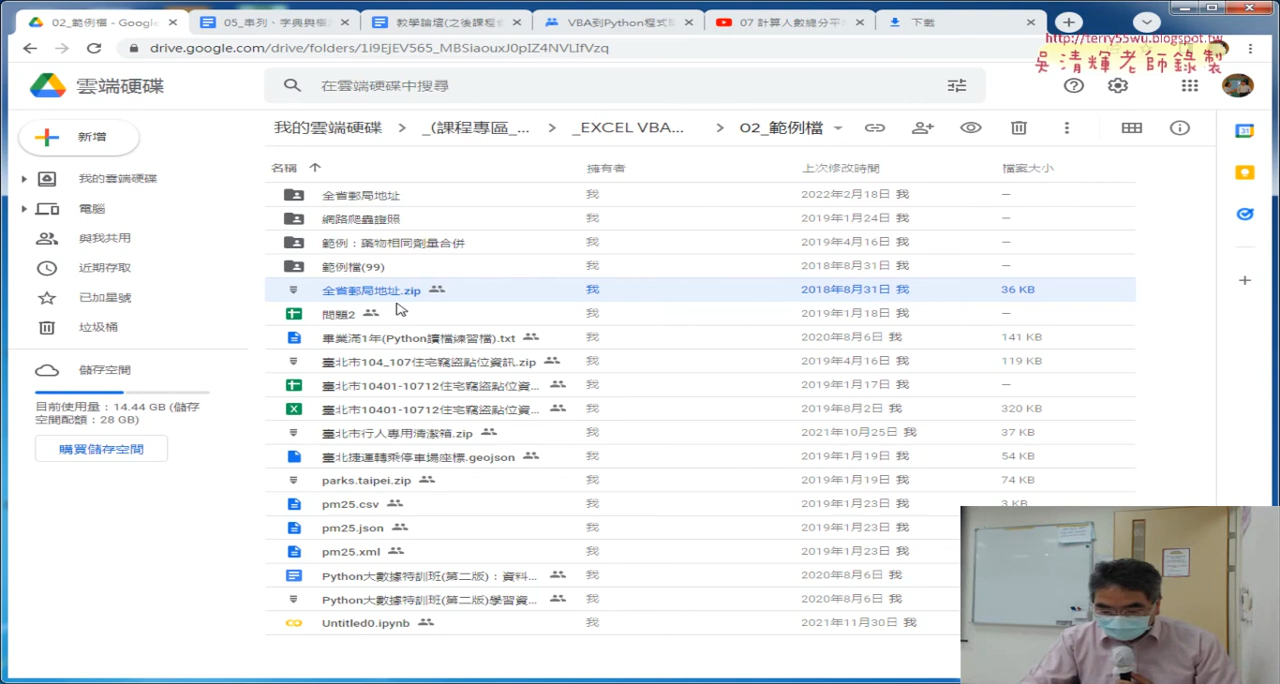 02_範例檔 - Google
05_串列、字典與檔
教學論壇(之後課程
VBA到Python程式
07 計算人數總分平
下載
drive.google.com/drive/folders/1i9EjEV565_MBSiaouxJ0pIZ4NVLIfVzq
http://terry55wu.blogspot.tw
吳清輝老師錄製
雲端硬碟
在雲端硬碟中搜尋
新增
我的雲端硬碟
電腦
與我共用
近期存取
已加星號
垃圾桶
儲存空間
目前使用量：14.44 GB (儲存
空間配額：28 GB)
購買儲存空間
我的雲端硬碟 > _(課程專區_... > _EXCEL VBA... > 02_範例檔
31
名稱 擁有者 上次修改時間 檔案大小
全省郵局地址 我 2022年2月18日 我 —
網路爬蟲證照 我 2019年1月24日 我 —
範例：藥物相同劑量合併 我 2019年4月16日 我 —
範例檔(99) 我 2018年8月31日 我 —
全省郵局地址.zip 我 2018年8月31日 我 36 KB
問題2 我 2019年1月18日 我 —
畢業滿1年(Python讀檔練習檔).txt 我 2020年8月6日 我 141 KB
臺北市104_107住宅竊盜點位資訊.zip 我 2019年4月16日 我 119 KB
臺北市10401-10712住宅竊盜點位資... 我 2019年1月17日 我 —
臺北市10401-10712住宅竊盜點位資... 我 2019年8月2日 我 320 KB
臺北市行人專用清潔箱.zip 我 2021年10月25日 我 37 KB
臺北捷運轉乘停車場座標.geojson 我 2019年1月19日 我 54 KB
parks.taipei.zip 我 2019年1月19日 我 74 KB
pm25.csv 我 2019年1月23日 我 3 KB
pm25.json 我 2019年1月23日 我
pm25.xml 我 2019年1月23日 我
Python大數據特訓班(第二版)：資料... 我 2020年8月6日 我
Python大數據特訓班(第二版)學習資... 我 2020年8月6日 我
Untitled0.ipynb 我 2021年11月30日 我